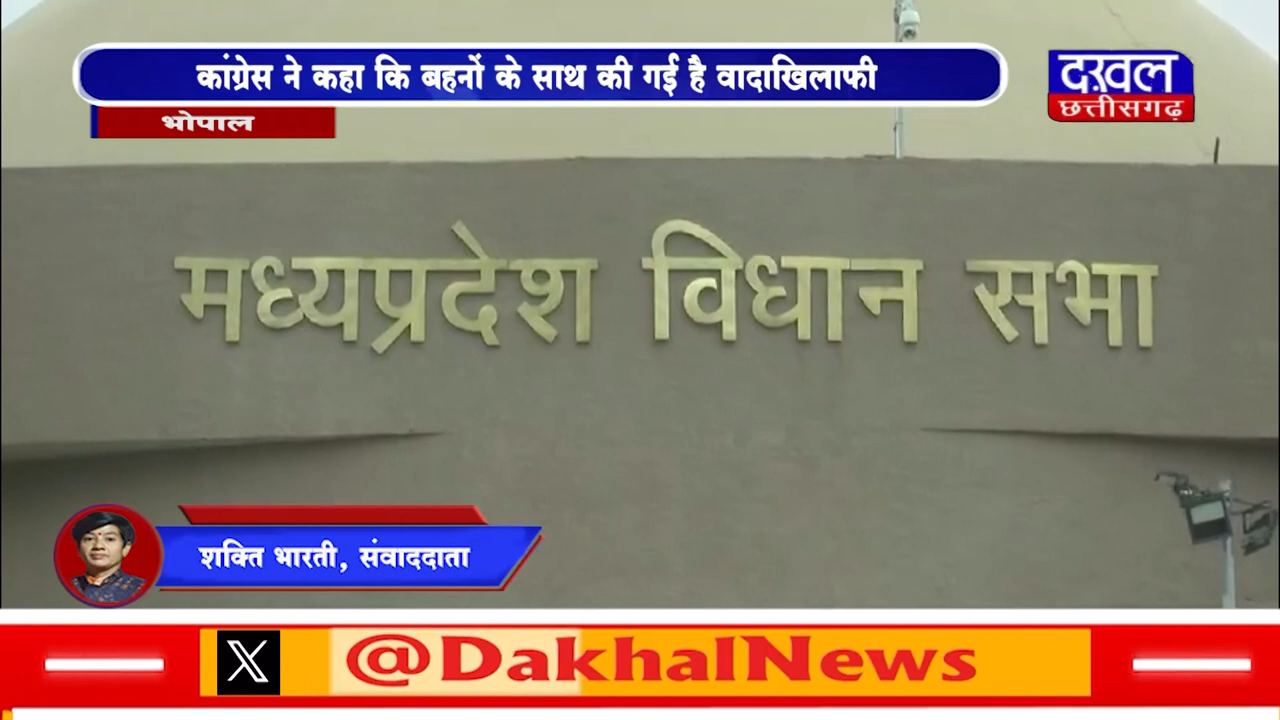 कांग्रेस ने कहा कि बहनों के साथ की गई है वादाखिलाफी
दख़ल
छत्तीसगढ़
भोपाल
मध्यप्रदेश विधान सभा
शक्ति भारती, संवाददाता
@DakhalNews